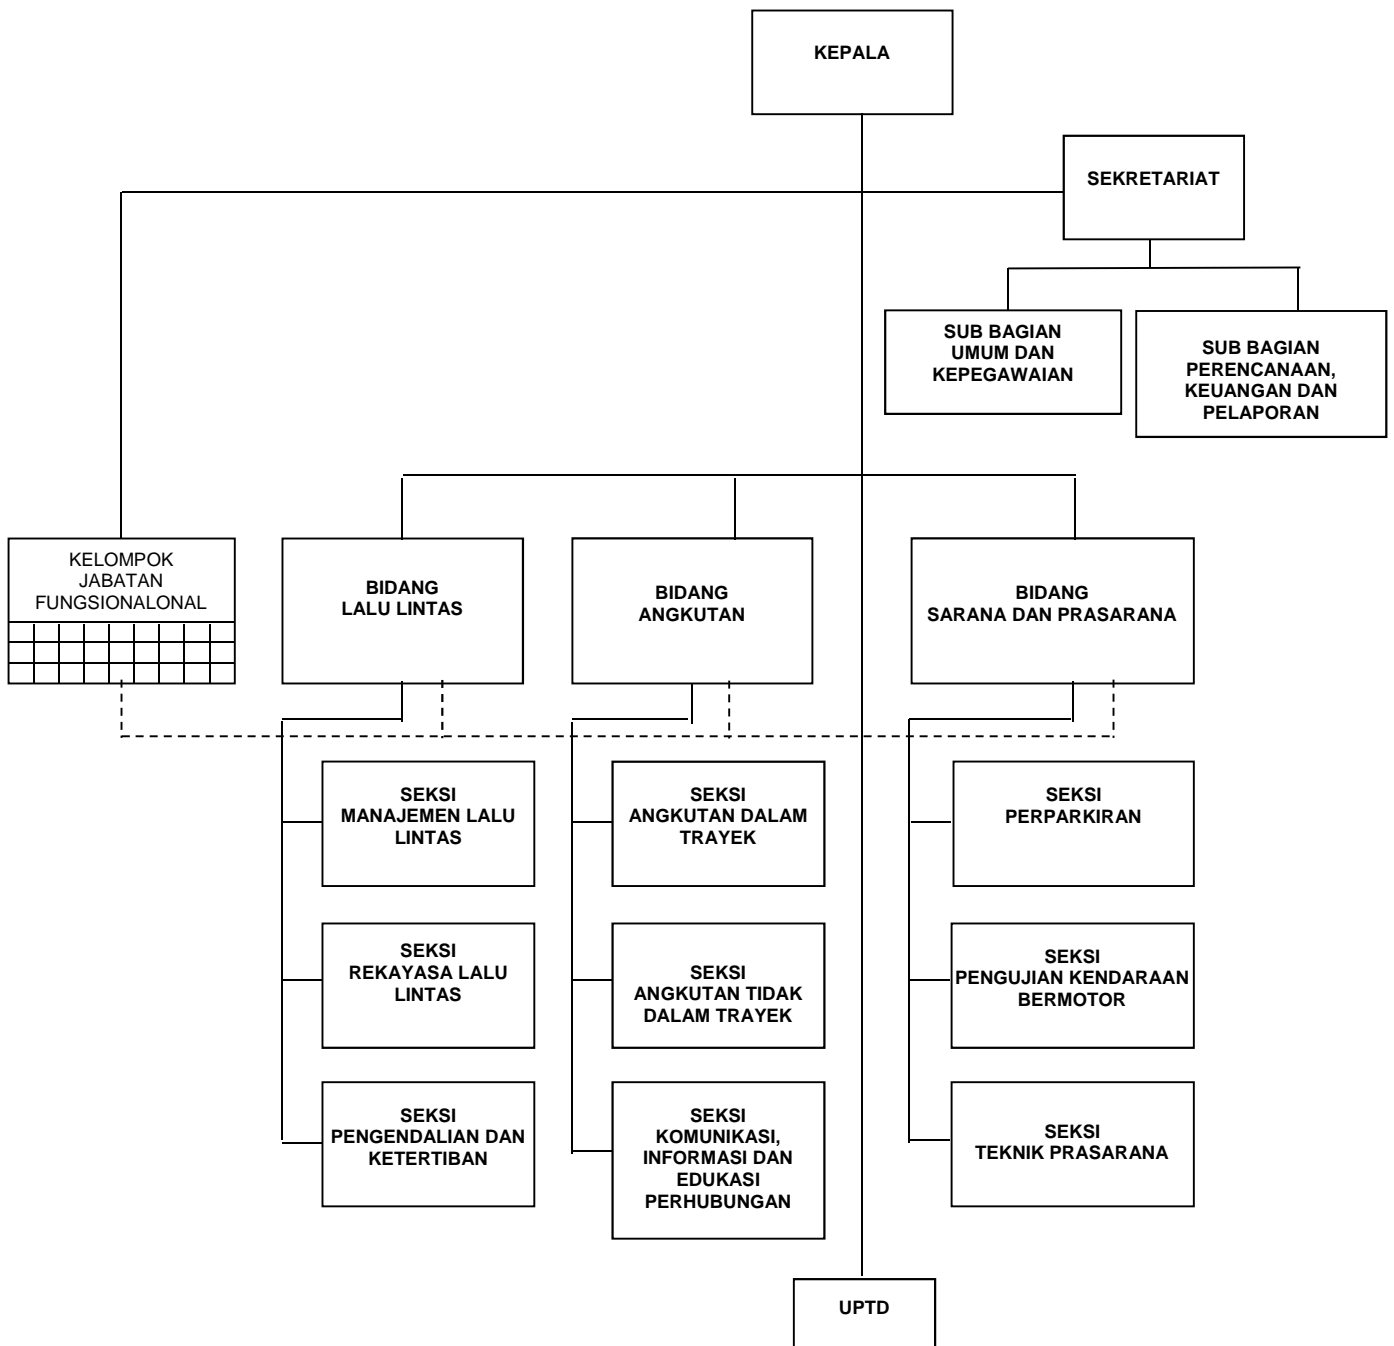 KEPALA
SEKRETARIAT
SUB BAGIAN
UMUM DAN
KEPEGAWAIAN
SUB BAGIAN
PERENCANAAN,
KEUANGAN DAN
PELAPORAN
KELOMPOK
JABATAN
FUNGSIONALONAL
BIDANG
LALU LINTAS
BIDANG
ANGKUTAN
BIDANG
SARANA DAN PRASARANA
SEKSI
MANAJEMEN LALU
LINTAS
SEKSI
ANGKUTAN DALAM
TRAYEK
SEKSI
PERPARKIRAN
SEKSI
REKAYASA LALU
LINTAS
SEKSI
ANGKUTAN TIDAK
DALAM TRAYEK
SEKSI
PENGUJIAN KENDARAAN
BERMOTOR
SEKSI
PENGENDALIAN DAN
KETERTIBAN
SEKSI
KOMUNIKASI,
INFORMASI DAN
EDUKASI
PERHUBUNGAN
SEKSI
TEKNIK PRASARANA
UPTD